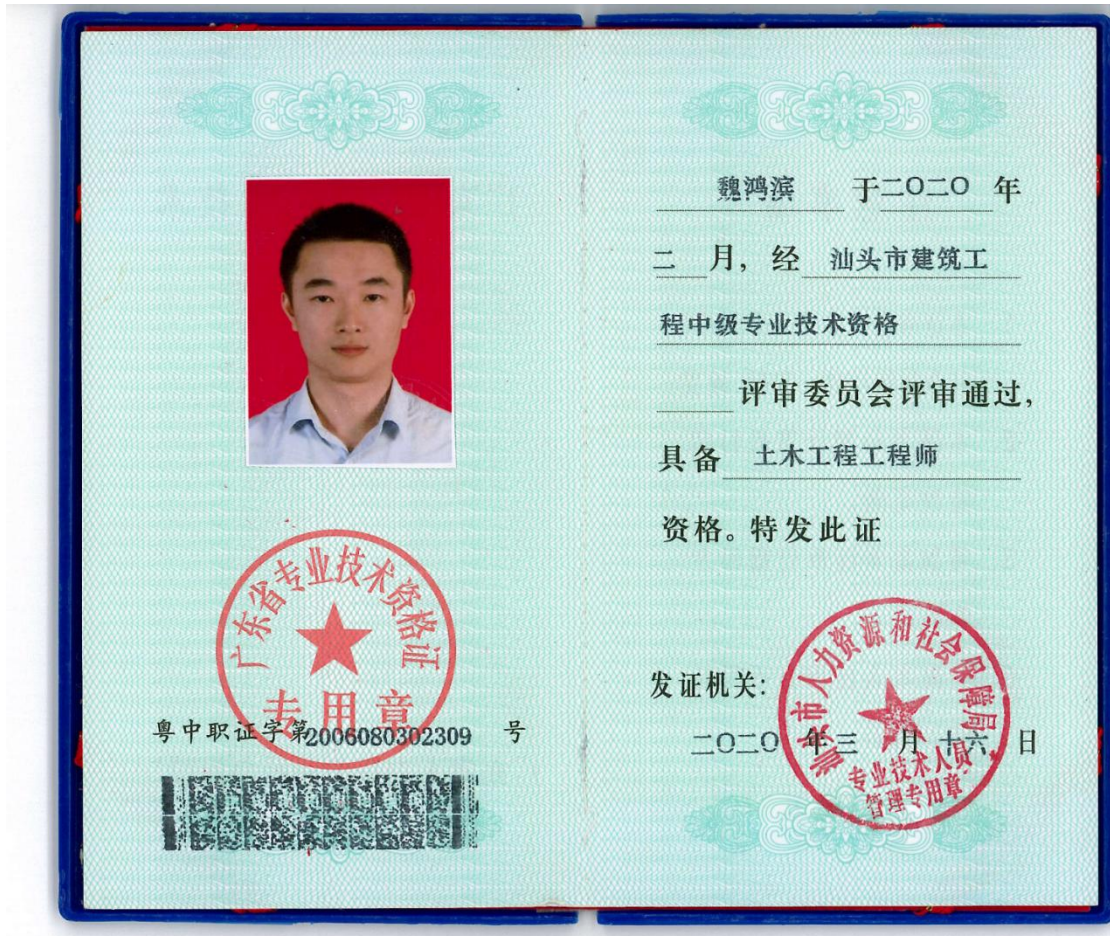 广东省专业技术资格证
专用章
粤中职证字第2006080302309 号
魏鸿滨 于二〇二〇 年
二 月, 经 汕头市建筑工
程中级专业技术资格
评审委员会评审通过,
具备 土木工程工程师
资格。特发此证
汕头市人力资源和社会保障局
发证机关:
二〇二〇 年三 月 十六 日
专业技术人员
管理专用章